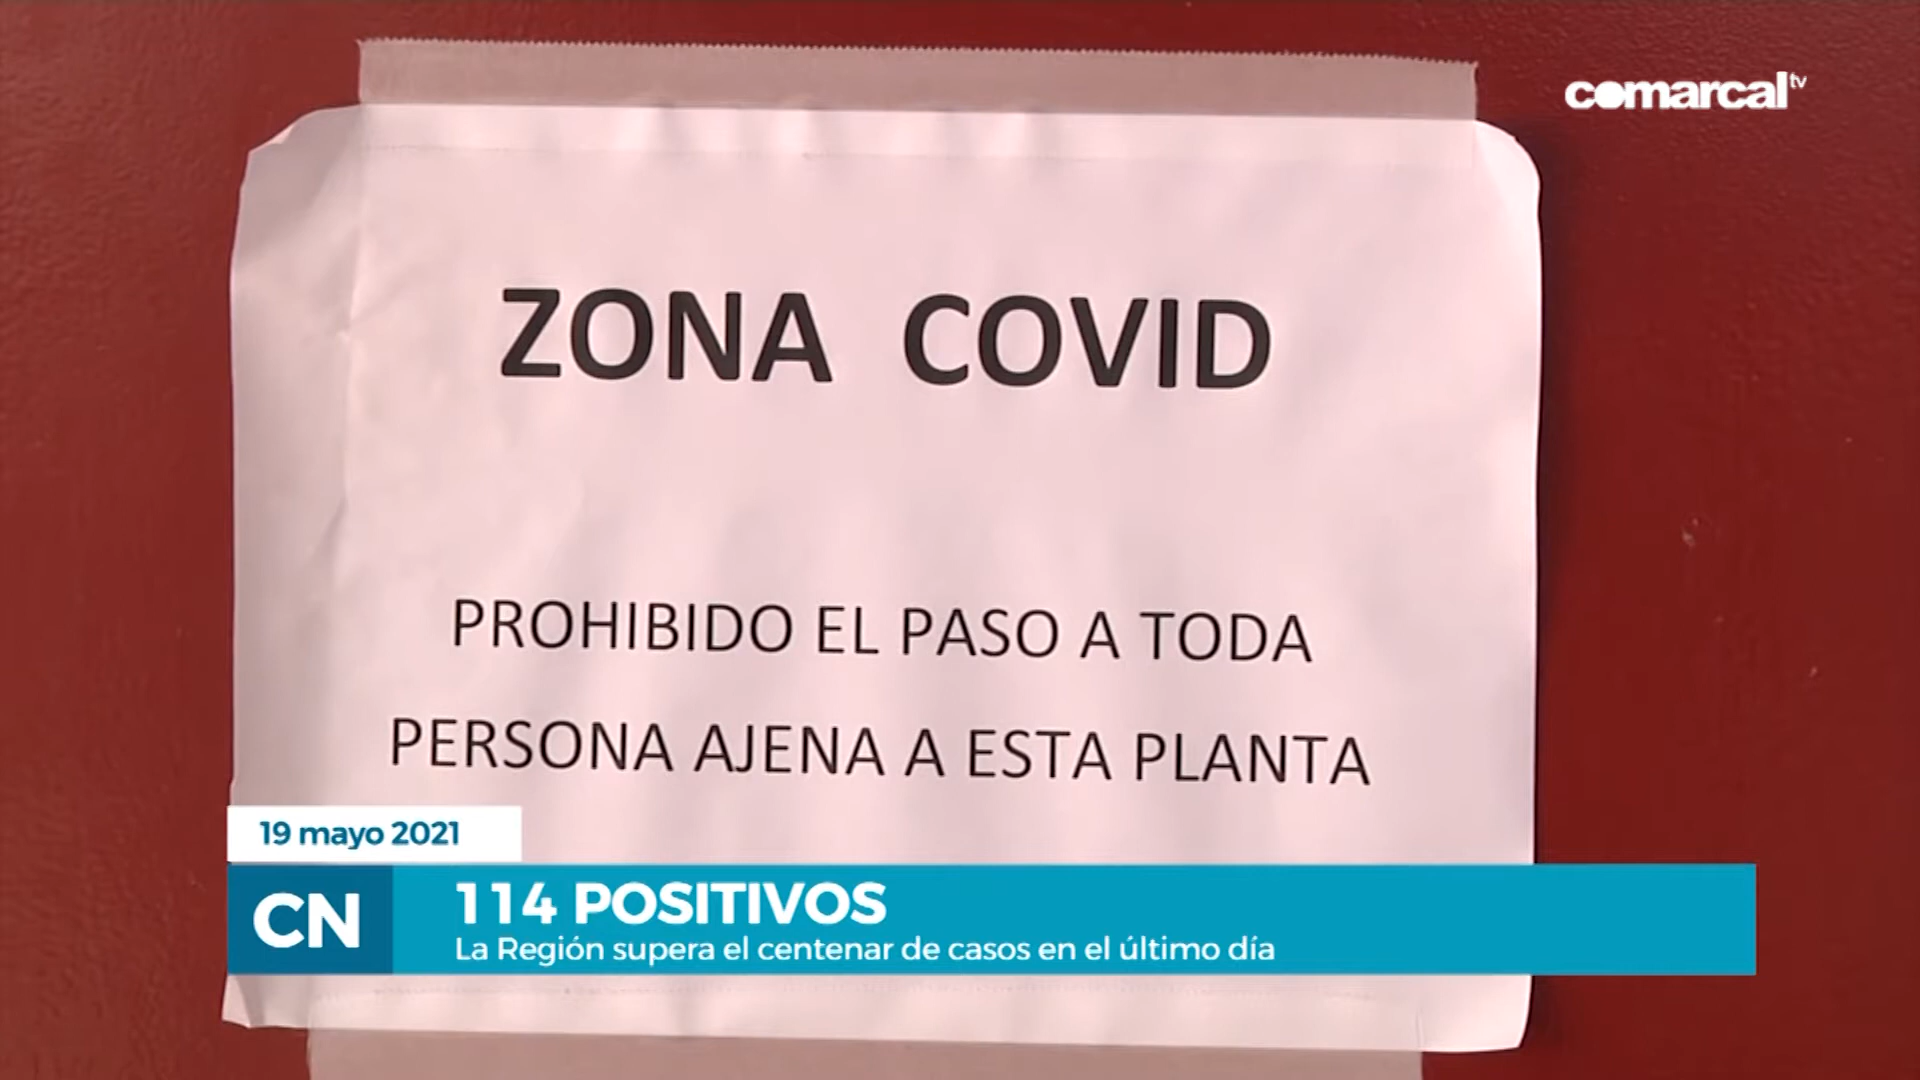 comarcal tv
ZONA COVID
PROHIBIDO EL PASO A TODA
PERSONA AJENA A ESTA PLANTA
19 mayo 2021
CN
114 POSITIVOS
La Región supera el centenar de casos en el último día